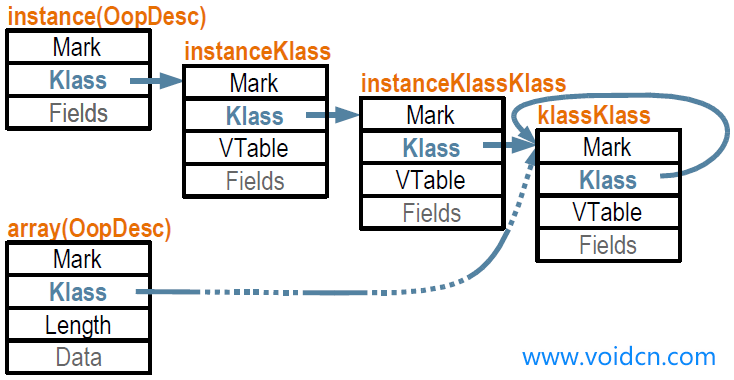 instance(OopDesc)
Mark
Klass
Fields
instanceKlass
Mark
Klass
VTable
Fields
instanceKlassKlass
Mark
Klass
VTable
Fields
klassKlass
Mark
Klass
VTable
Fields
array(OopDesc)
Mark
Klass
Length
Data
www.voidcn.com